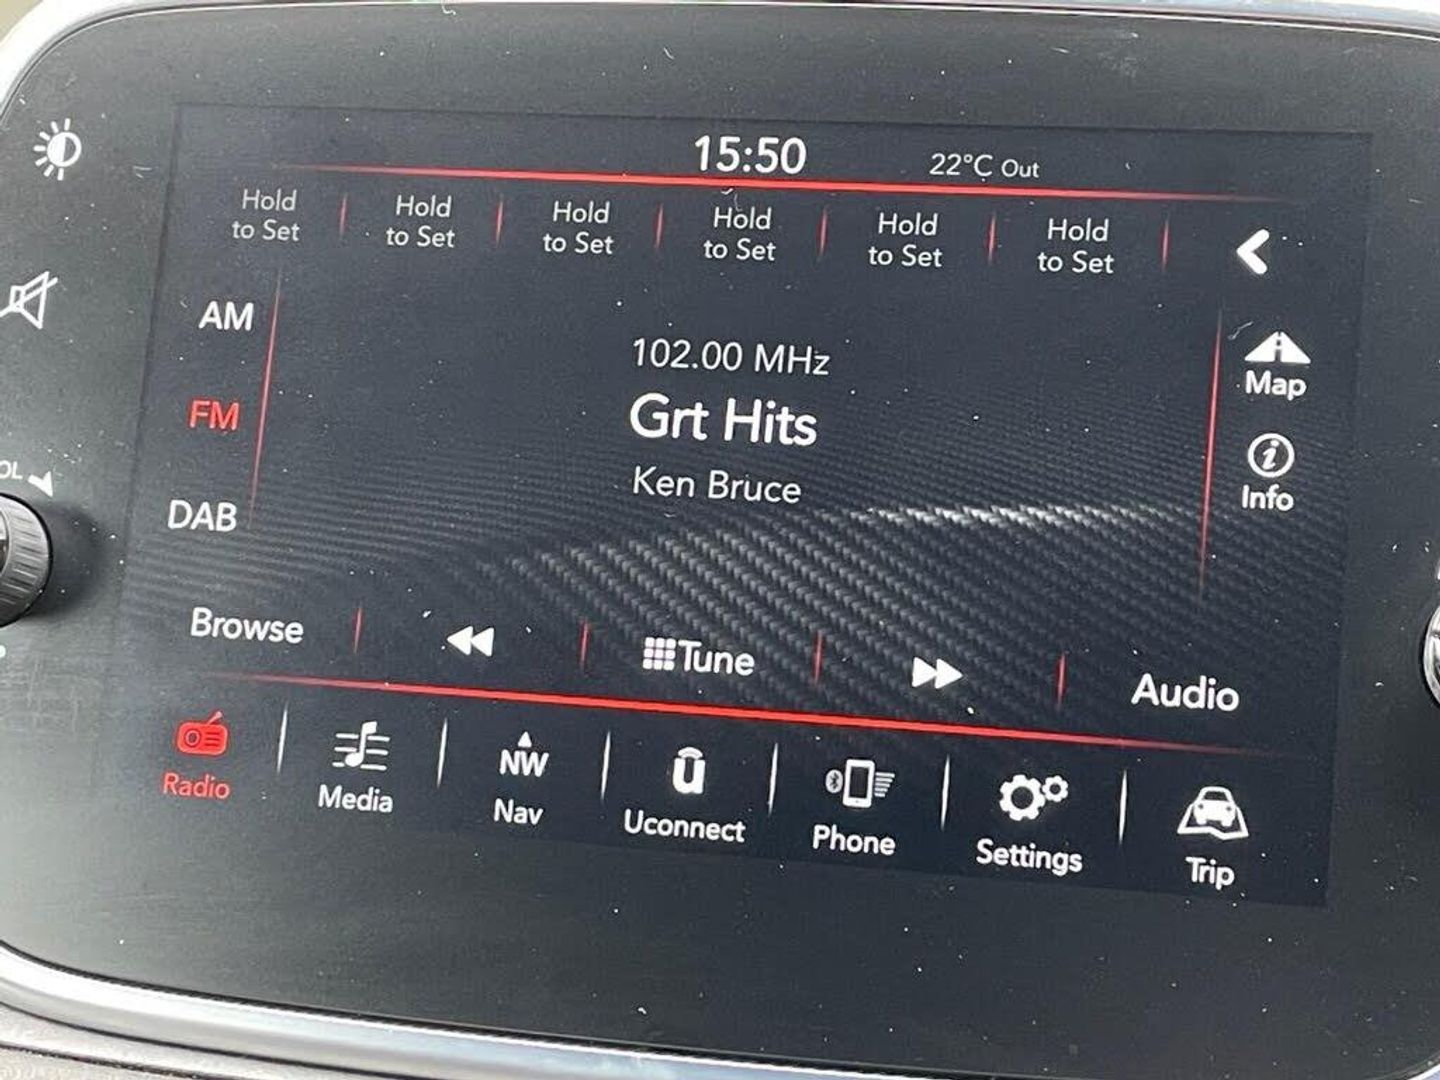 15:50
22°C Out
Hold
to Set
Hold
to Set
Hold
to Set
Hold
to Set
Hold
to Set
Hold
to Set
AM
FM
DAB
102.00 MHz
Grt Hits
Ken Bruce
Map
Info
OL
Browse
Tune
Audio
Radio
Media
NW
Nav
Uconnect
Phone
Settings
Trip